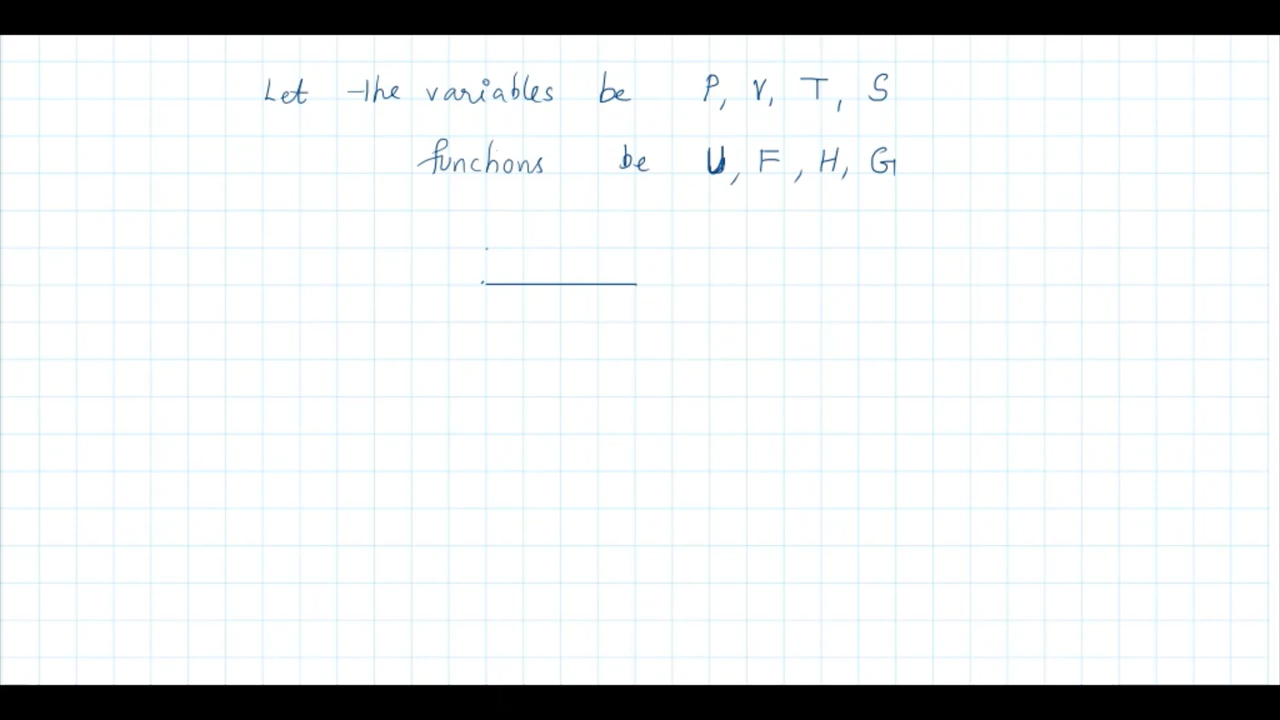 Let the variables be P, V, T, S
functions be U, F, H, G